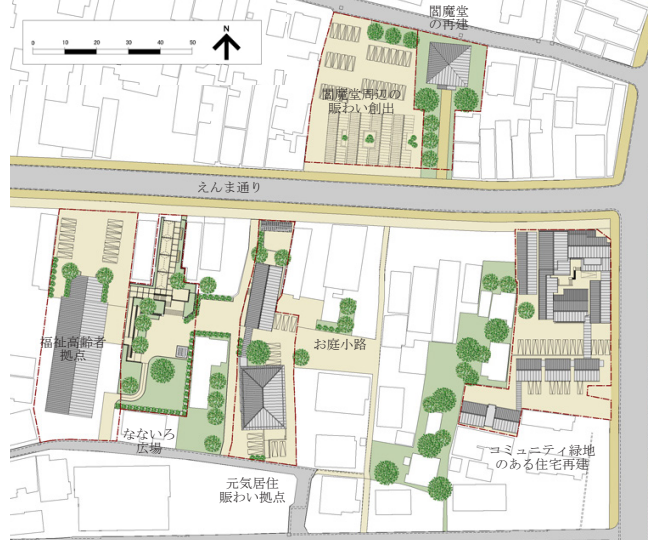 閻魔堂
の再建
N
0 10 20 30 40 50
閻魔堂周辺の
賑わい創出
えんま通り
福祉高齢者
拠点
お庭小路
なないろ
広場
コミュニティ緑地
のある住宅再建
元気居住
賑わい拠点